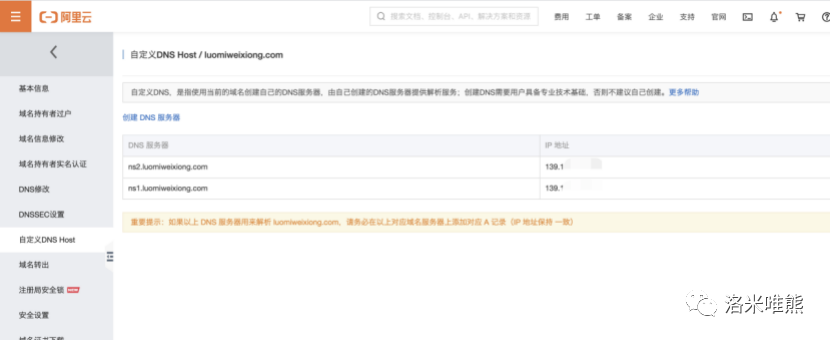 阿里云
搜索文档、控制台、API、解决方案和资源
费用 工单 备案 企业 支持 官网
自定义DNS Host / luomiweixiong.com
基本信息
域名持有者过户
域名信息修改
域名持有者实名认证
DNS修改
DNSSEC设置
自定义DNS Host
域名转出
注册局安全锁
安全设置
域名证书下载
自定义DNS，是指使用当前的域名创建自己的DNS服务器，由自己创建的DNS服务器提供解析服务；创建DNS需要用户具备专业技术基础，否则不建议自己创建。更多帮助
创建 DNS 服务器
DNS 服务器 IP 地址
ns2.luomiweixiong.com 139.1
ns1.luomiweixiong.com 139.1
重要提示：如果以上 DNS 服务器用来解析 luomiweixiong.com，请务必在以上对应域名服务器上添加对应 A 记录（IP 地址保持 一致）
洛米唯熊